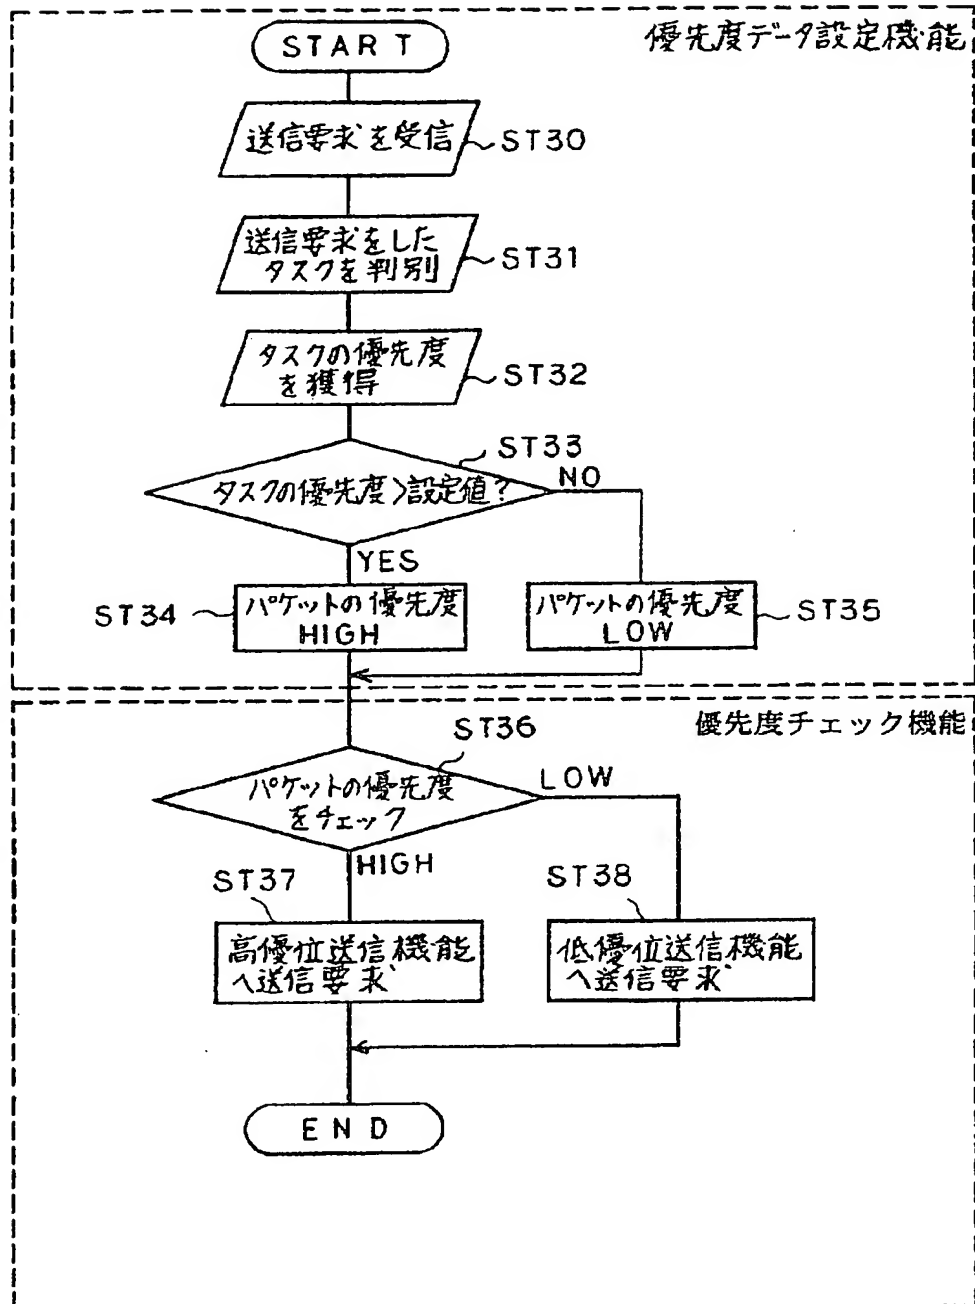 START
優先度データ設定機能
送信要求を受信
ST30
送信要求をした
タスクを判別
ST31
タスクの優先度
を獲得
ST32
ST33
タスクの優先度>設定値?
NO
YES
ST34
パケットの優先度
HIGH
パケットの優先度
LOW
ST35
優先度チェック機能
ST36
パケットの優先度
をチェック
LOW
HIGH
ST37
ST38
高優位送信機能
へ送信要求
低優位送信機能
へ送信要求
END